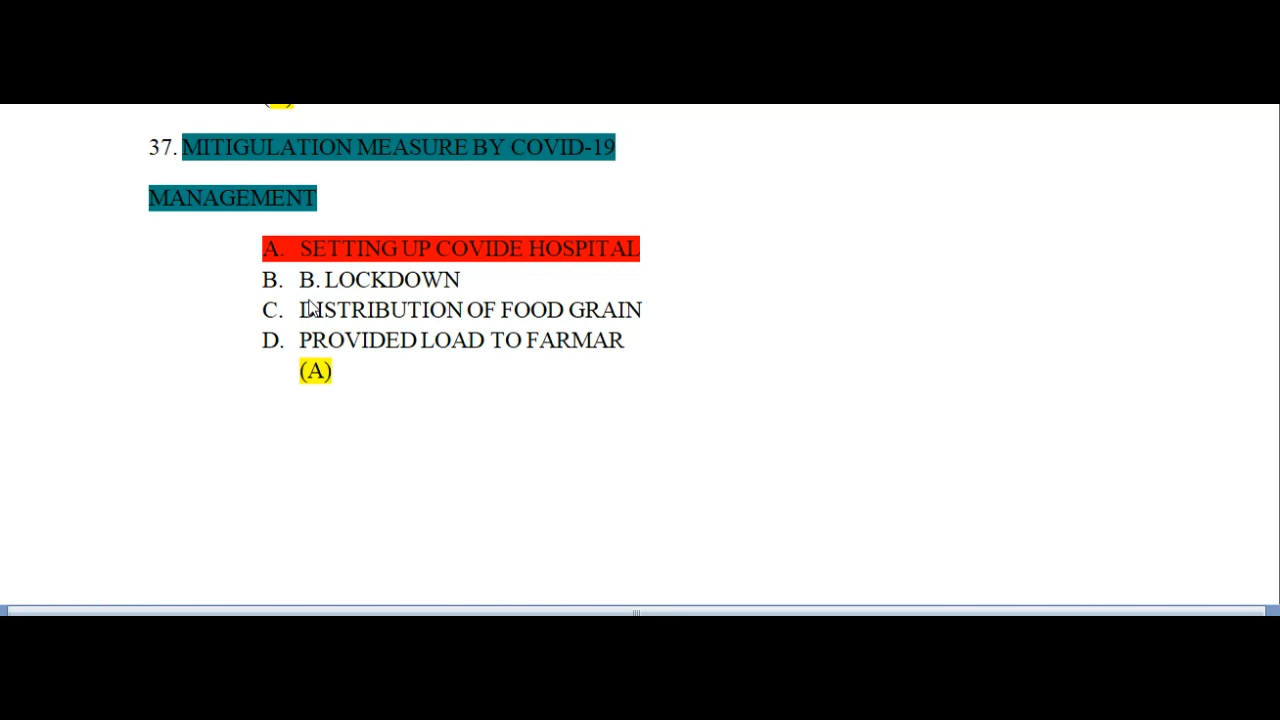 37. MITIGULATION MEASURE BY COVID-19
MANAGEMENT
A. SETTING UP COVIDE HOSPITAL
B. B. LOCKDOWN
C. DISTRIBUTION OF FOOD GRAIN
D. PROVIDED LOAD TO FARMAR
(A)